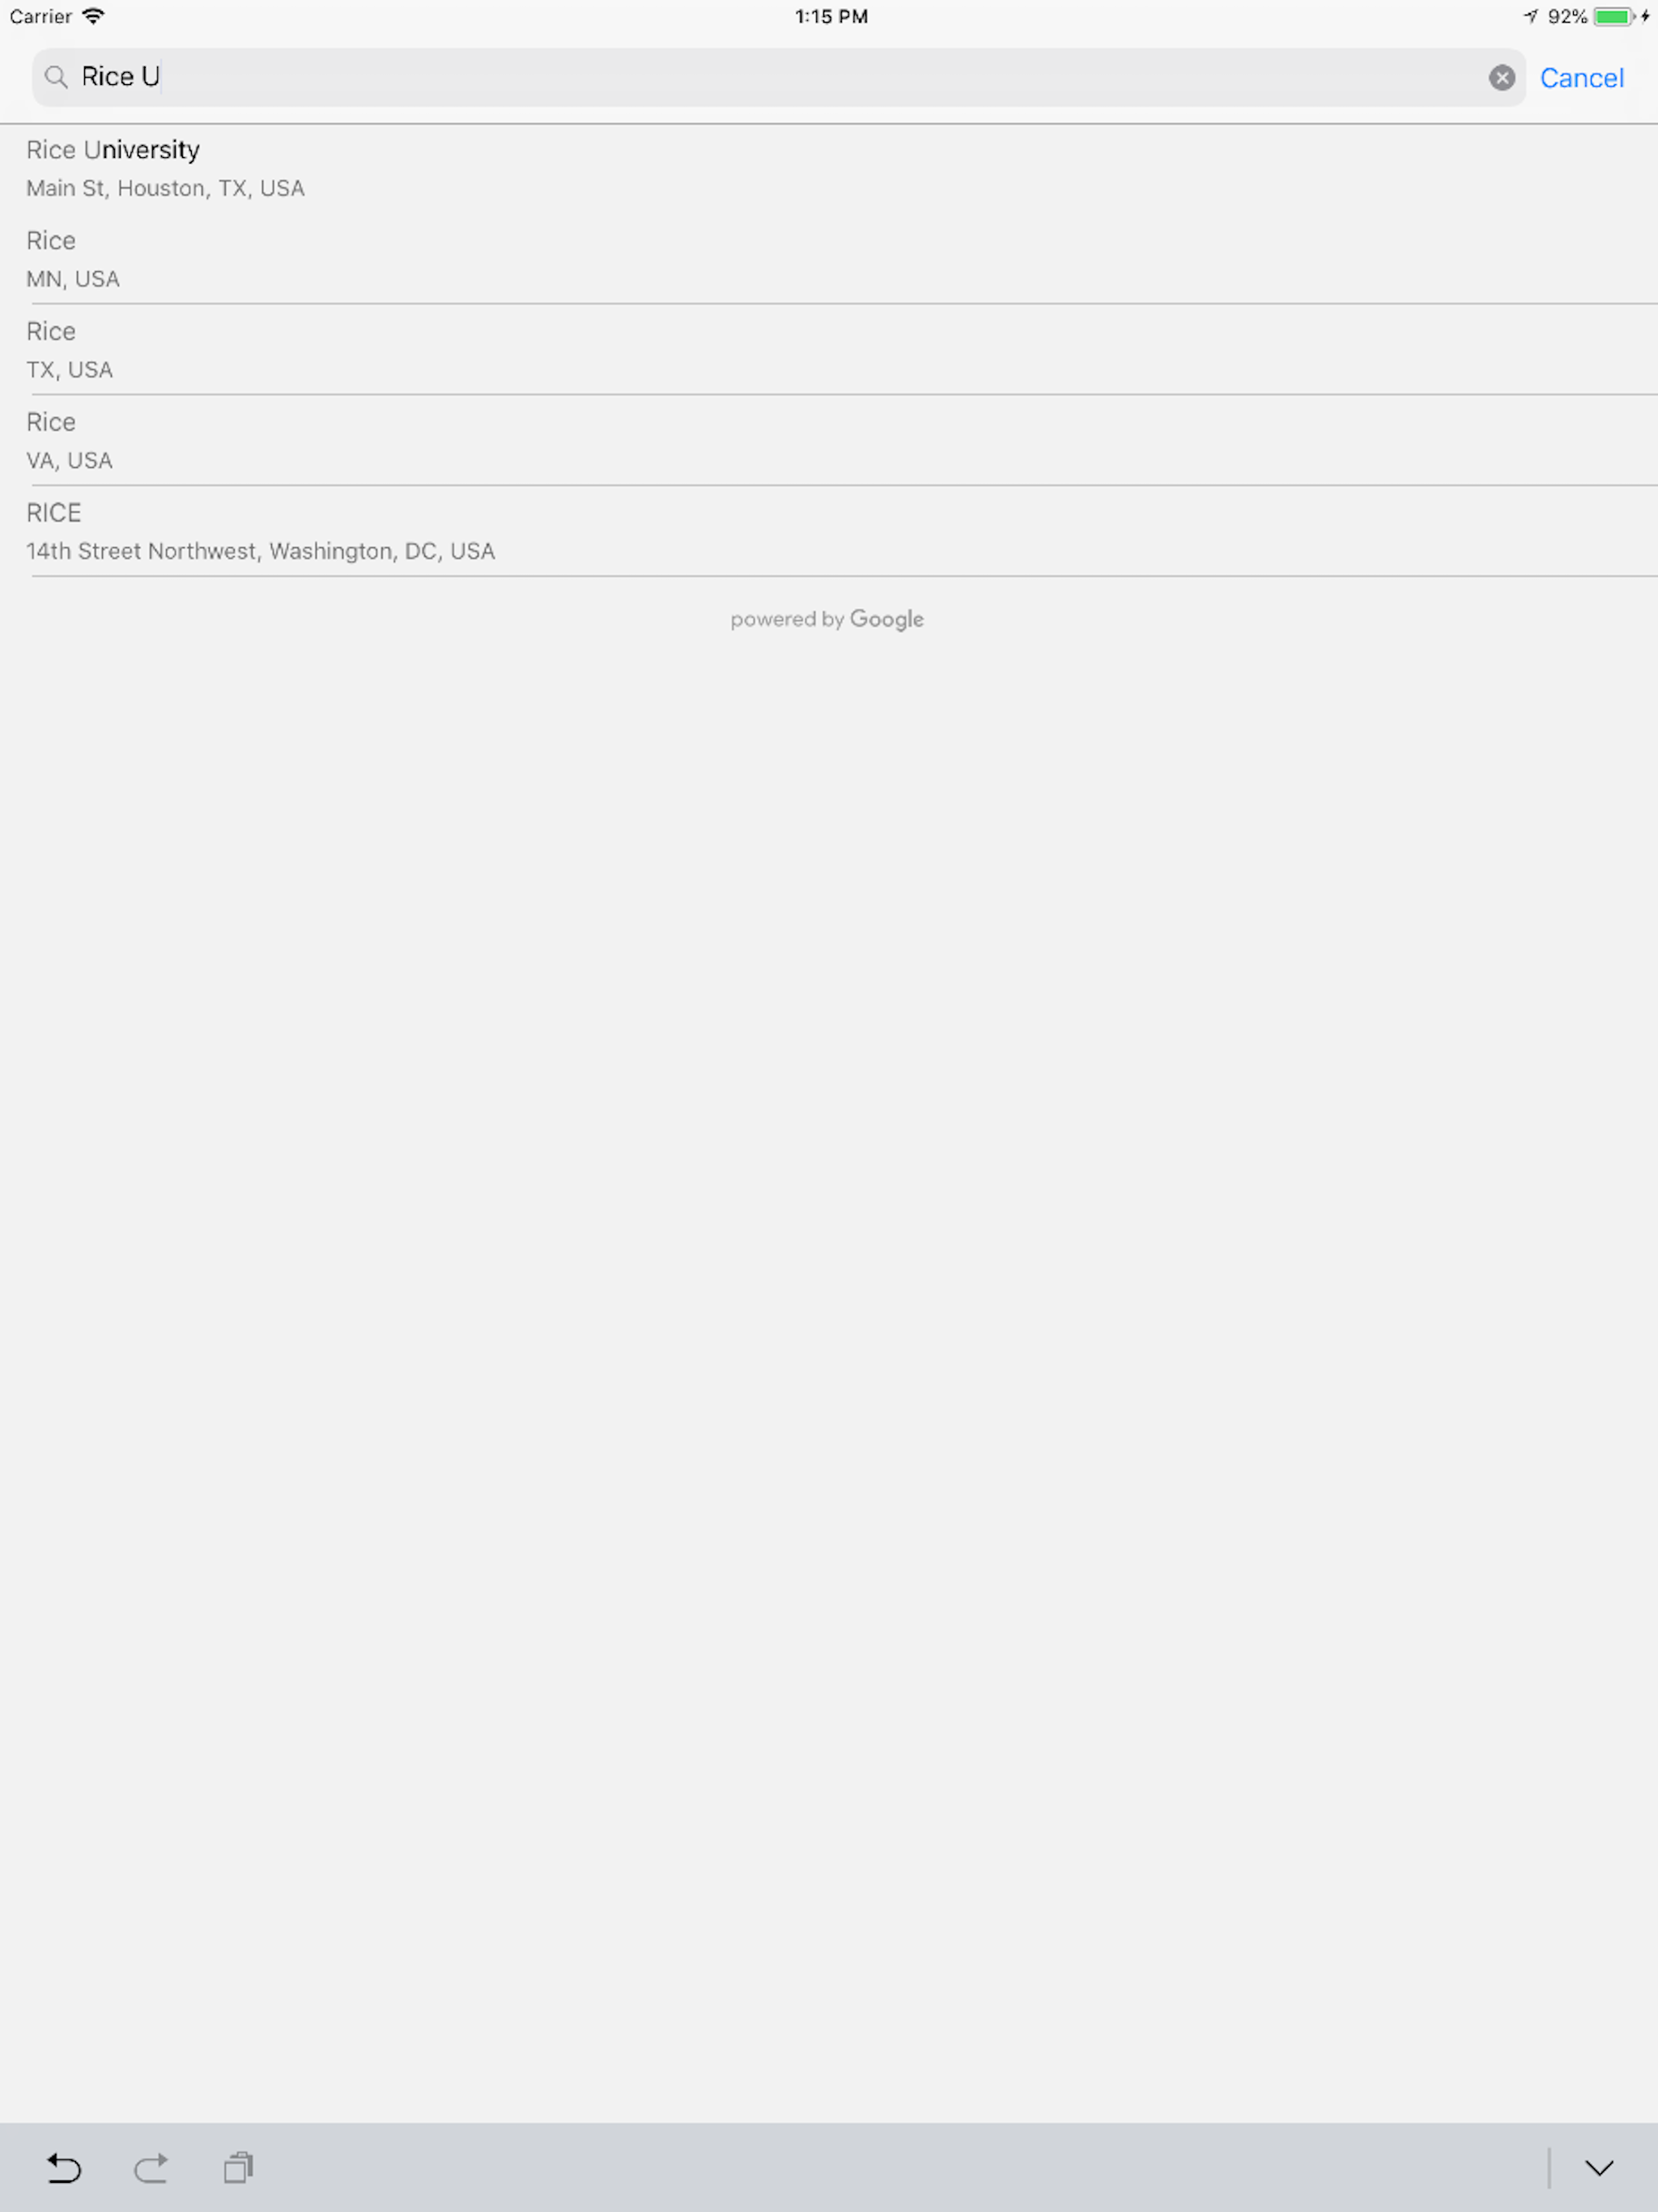 Carrier 1:15 PM 92%
Rice U Cancel
Rice University
Main St, Houston, TX, USA
Rice
MN, USA
Rice
TX, USA
Rice
VA, USA
RICE
14th Street Northwest, Washington, DC, USA
powered by Google